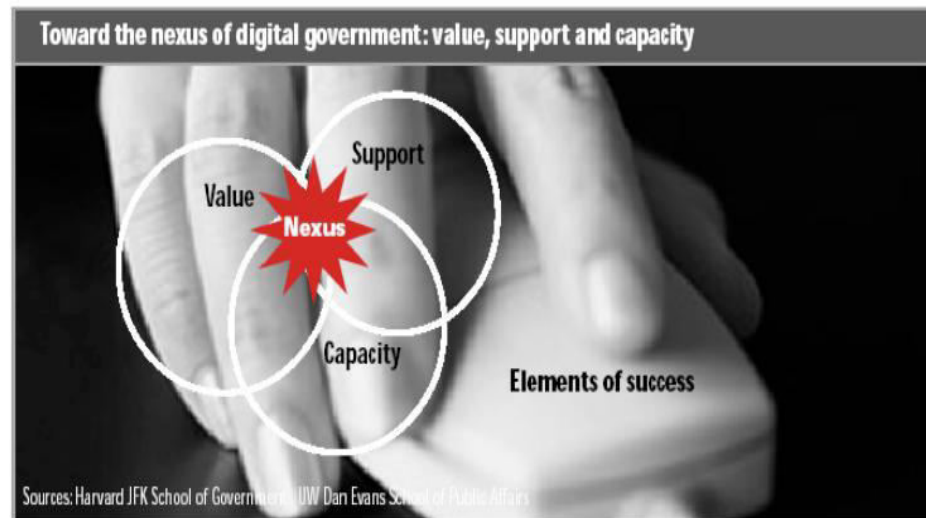 Toward the nexus of digital government: value, support and capacity
Support
Value
Nexus
Capacity
Elements of success
Sources: Harvard JFK School of Government, UW Dan Evans School of Public Affairs